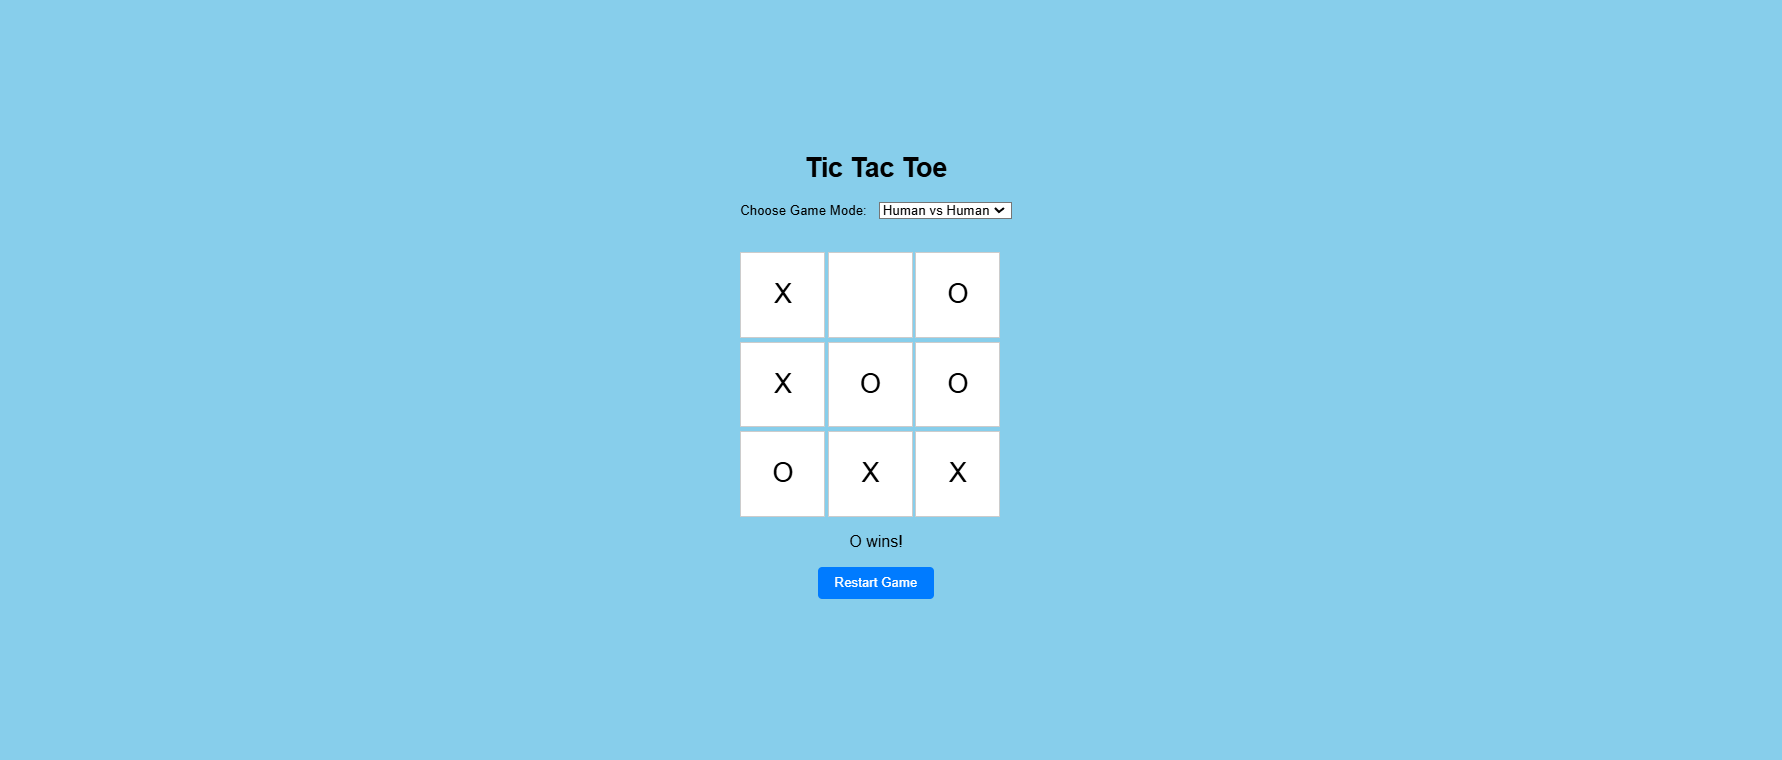 Tic Tac Toe
Choose Game Mode: Human vs Human
X O
X O O
O X X
O wins!
Restart Game